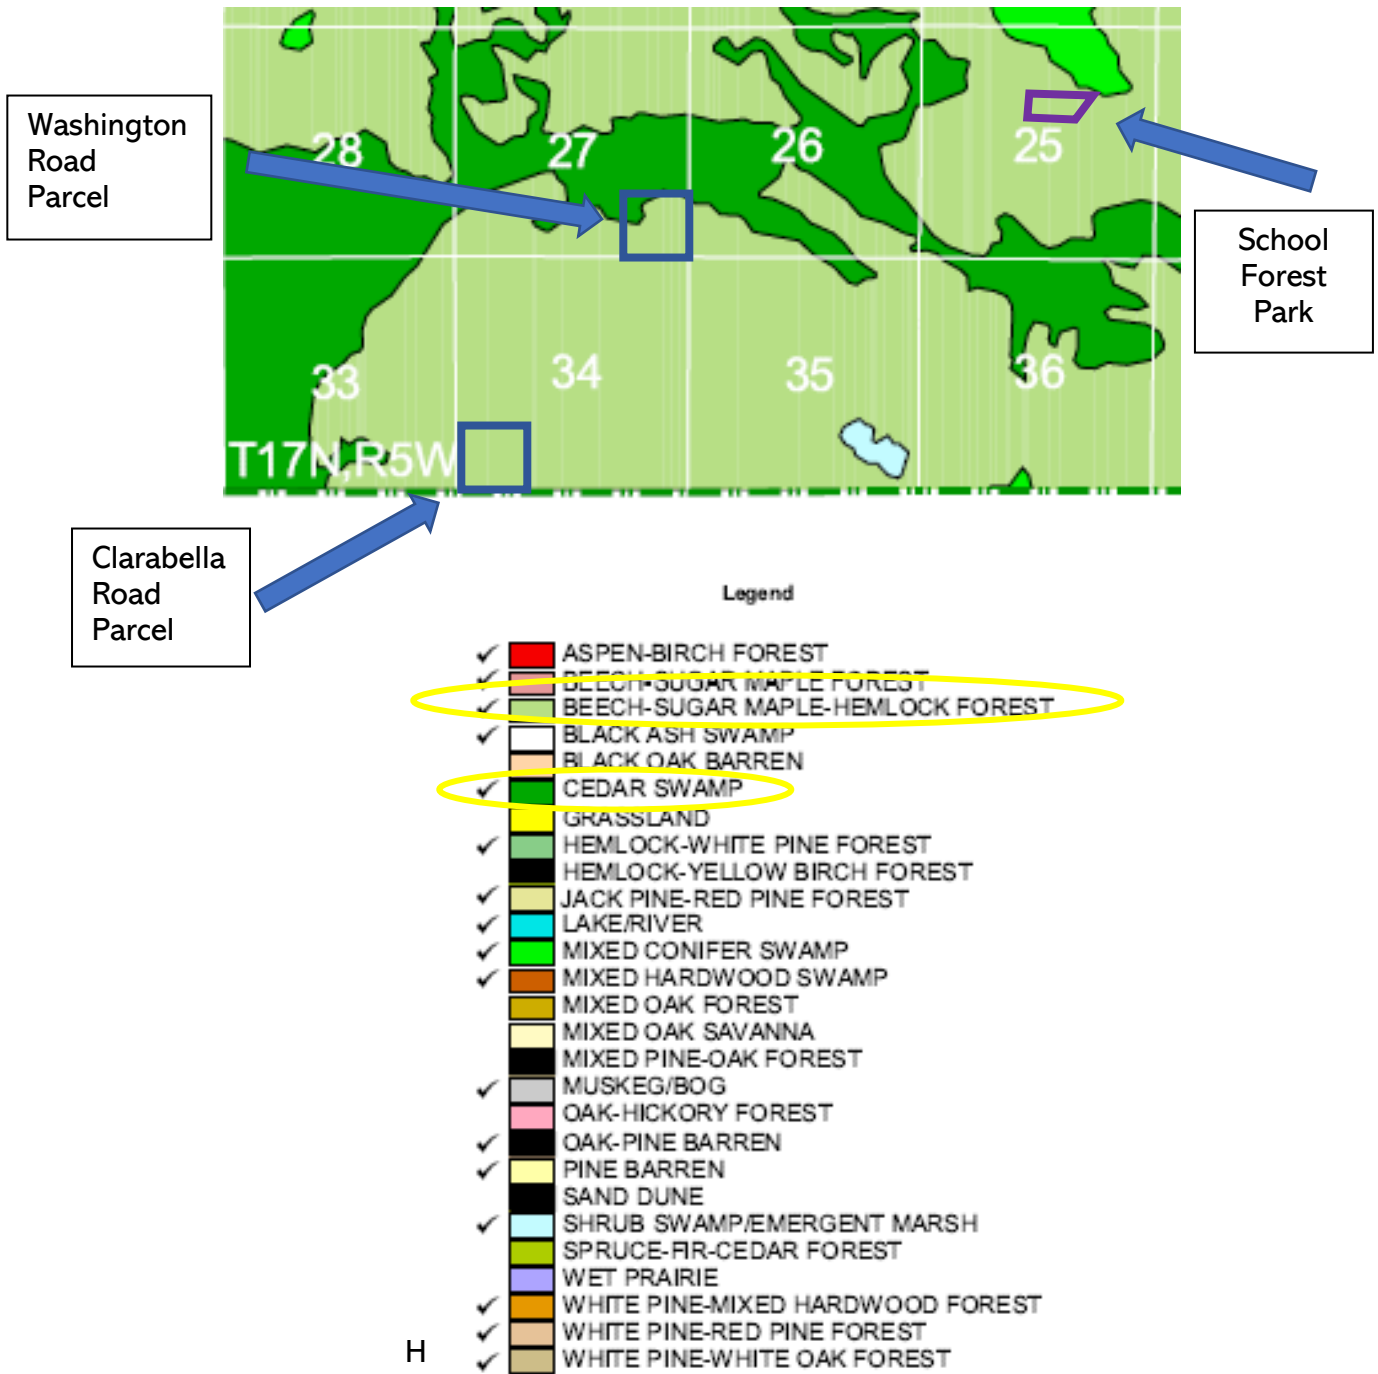 Washington
Road
Parcel
28
27
26
25
School
Forest
Park
33
34
35
36
T17N,R5W
Clarabella
Road
Parcel
Legend
ASPEN-BIRCH FOREST
BEECH-SUGAR MAPLE FOREST
BEECH-SUGAR MAPLE-HEMLOCK FOREST
BLACK ASH SWAMP
BLACK OAK BARREN
CEDAR SWAMP
GRASSLAND
HEMLOCK-WHITE PINE FOREST
HEMLOCK-YELLOW BIRCH FOREST
JACK PINE-RED PINE FOREST
LAKE/RIVER
MIXED CONIFER SWAMP
MIXED HARDWOOD SWAMP
MIXED OAK FOREST
MIXED OAK SAVANNA
MIXED PINE-OAK FOREST
MUSKEG/BOG
OAK-HICKORY FOREST
OAK-PINE BARREN
PINE BARREN
SAND DUNE
SHRUB SWAMP/EMERGENT MARSH
SPRUCE-FIR-CEDAR FOREST
WET PRAIRIE
WHITE PINE-MIXED HARDWOOD FOREST
WHITE PINE-RED PINE FOREST
H
WHITE PINE-WHITE OAK FOREST